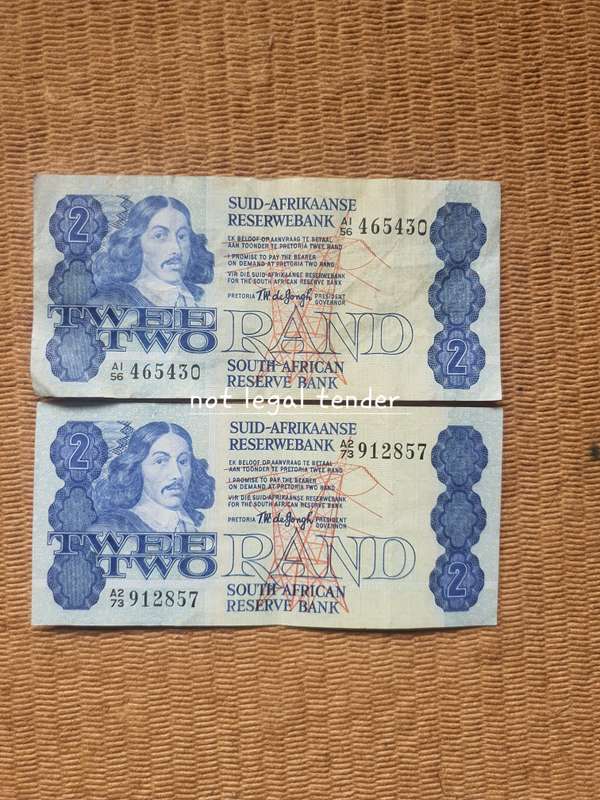 2
SUID-AFRIKAANSE
RESERWEBANK
A1
56 465430
EK BELOOF OP AANVRAAG TE BETAAL
AAN TOONDER TE PRETORIA TWEE RAND
I PROMISE TO PAY THE BEARER
ON DEMAND AT PRETORIA TWO RAND
VIR DIE SUID-AFRIKAANSE RESERWEBANK
FOR THE SOUTH AFRICAN RESERVE BANK
PRETORIA T.W. de Jongh PRESIDENT
GOVERNOR
TWEE
TWO
RAND
A1
56 465430
SOUTH AFRICAN
RESERVE BANK
2
not legal tender
2
SUID-AFRIKAANSE
RESERWEBANK
A2
73 912857
EK BELOOF OP AANVRAAG TE BETAAL
AAN TOONDER TE PRETORIA TWEE RAND
I PROMISE TO PAY THE BEARER
ON DEMAND AT PRETORIA TWO RAND
VIR DIE SUID-AFRIKAANSE RESERWEBANK
FOR THE SOUTH AFRICAN RESERVE BANK
PRETORIA T.W. de Jongh PRESIDENT
GOVERNOR
TWEE
TWO
RAND
A2
73 912857
SOUTH AFRICAN
RESERVE BANK
2